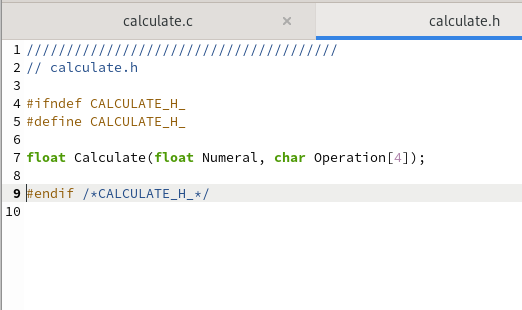 calculate.c × calculate.h
1 ///////////////////////////////////////
2 // calculate.h
3
4 #ifndef CALCULATE_H_
5 #define CALCULATE_H_
6
7 float Calculate(float Numeral, char Operation[4]);
8
9 #endif /*CALCULATE_H_*/
10